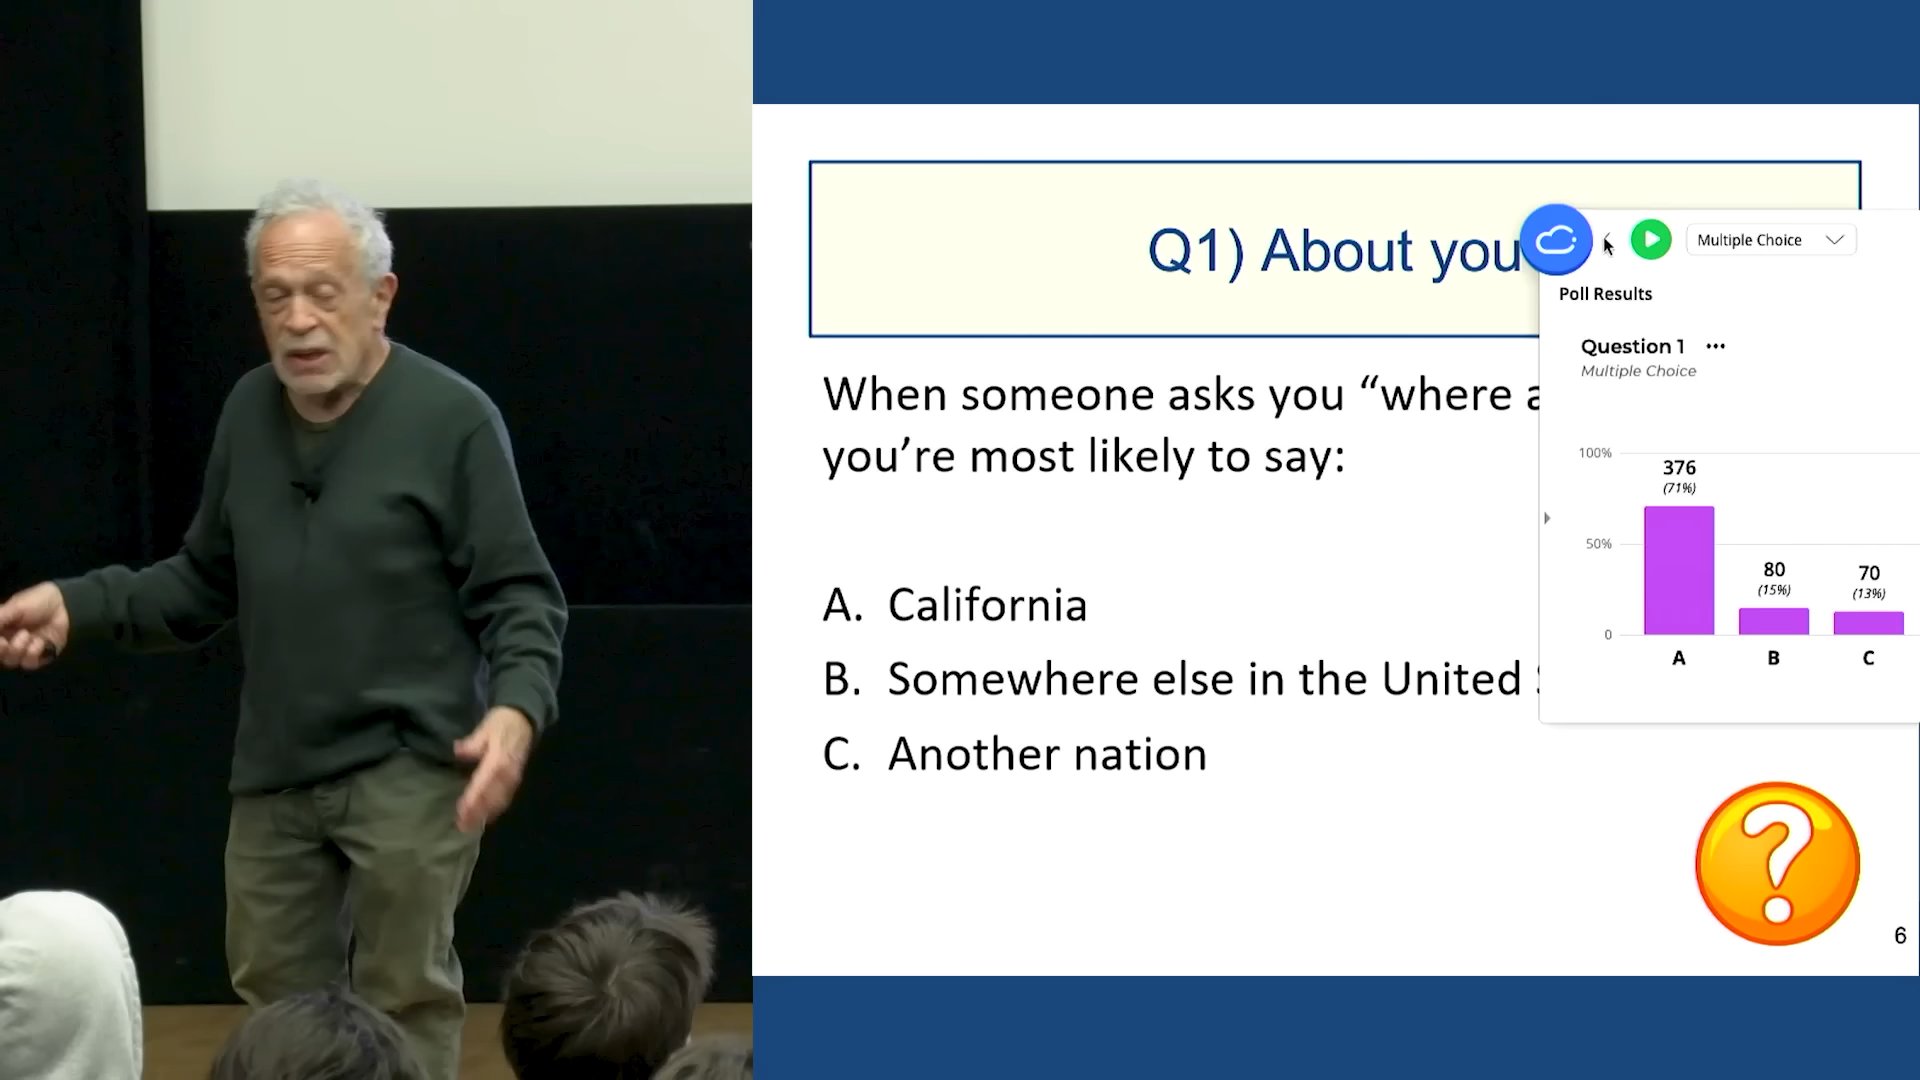 Q1) About you
When someone asks you “where
you’re most likely to say:
A. California
B. Somewhere else in the United
C. Another nation
Multiple Choice
Poll Results
Question 1 •••
Multiple Choice
100%
376
(71%)
50%
80
(15%)
70
(13%)
0
A B C
6